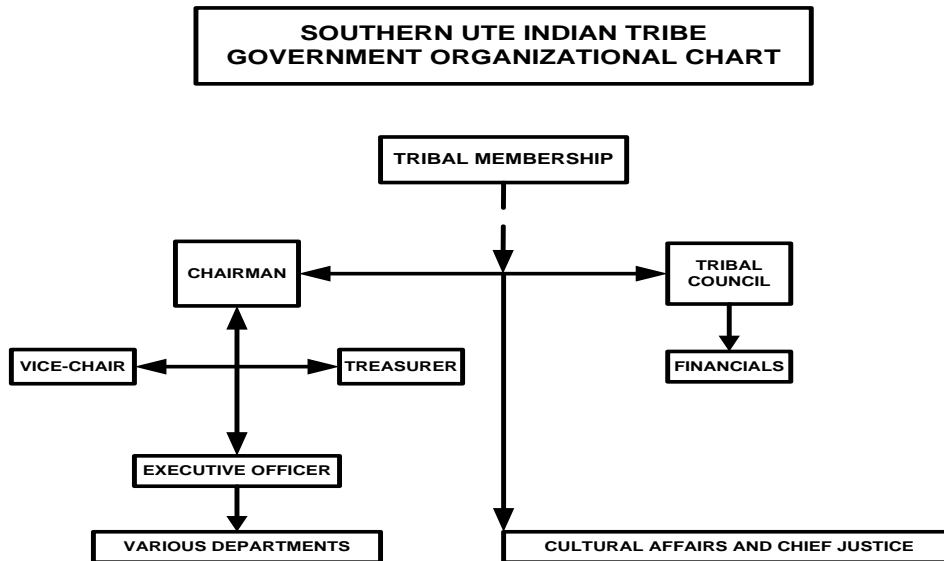 SOUTHERN UTE INDIAN TRIBE
GOVERNMENT ORGANIZATIONAL CHART
TRIBAL MEMBERSHIP
CHAIRMAN
TRIBAL
COUNCIL
VICE-CHAIR
TREASURER
FINANCIALS
EXECUTIVE OFFICER
VARIOUS DEPARTMENTS
CULTURAL AFFAIRS AND CHIEF JUSTICE